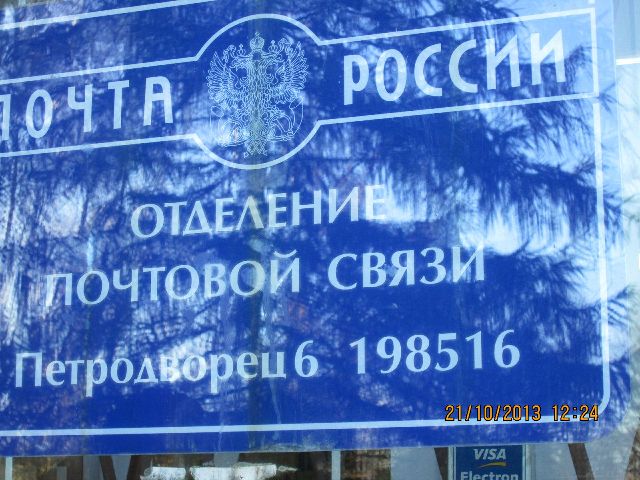 ПОЧТА РОССИИ
ОТДЕЛЕНИЕ
ПОЧТОВОЙ СВЯЗИ
Петродворец 6 198516
21/10/2013 12:24
VISA
Electron